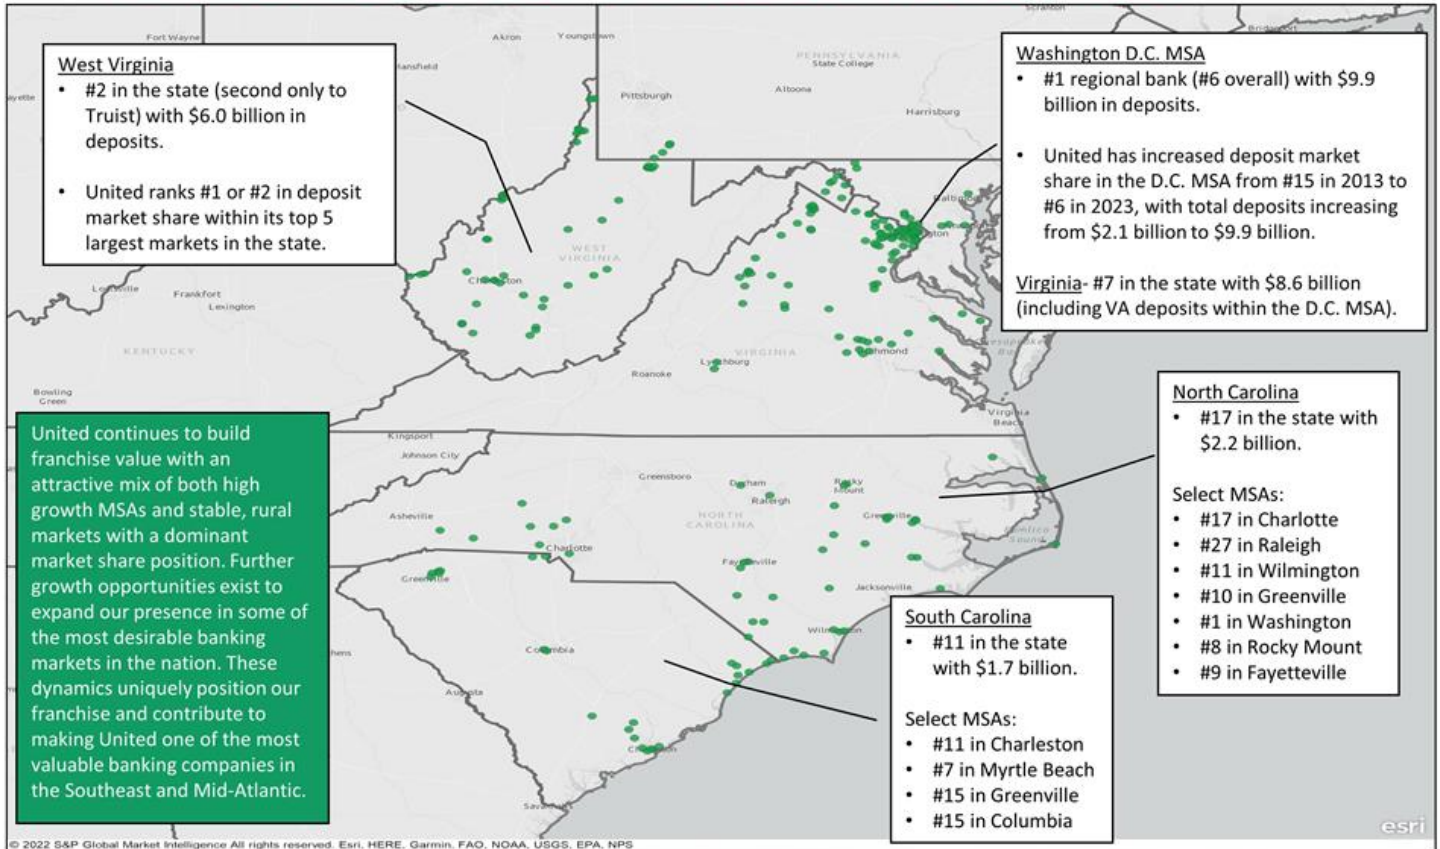 West Virginia
• #2 in the state (second only to
Truist) with $6.0 billion in
deposits.
• United ranks #1 or #2 in deposit
market share within its top 5
largest markets in the state.
Washington D.C. MSA
• #1 regional bank (#6 overall) with $9.9
billion in deposits.
• United has increased deposit market
share in the D.C. MSA from #15 in 2013 to
#6 in 2023, with total deposits increasing
from $2.1 billion to $9.9 billion.
Virginia- #7 in the state with $8.6 billion
(including VA deposits within the D.C. MSA).
North Carolina
• #17 in the state with
$2.2 billion.
Select MSAs:
• #17 in Charlotte
• #27 in Raleigh
• #11 in Wilmington
• #10 in Greenville
• #1 in Washington
• #8 in Rocky Mount
• #9 in Fayetteville
South Carolina
• #11 in the state
with $1.7 billion.
Select MSAs:
• #11 in Charleston
• #7 in Myrtle Beach
• #15 in Greenville
• #15 in Columbia
United continues to build
franchise value with an
attractive mix of both high
growth MSAs and stable, rural
markets with a dominant
market share position. Further
growth opportunities exist to
expand our presence in some of
the most desirable banking
markets in the nation. These
dynamics uniquely position our
franchise and contribute to
making United one of the most
valuable banking companies in
the Southeast and Mid-Atlantic.
Scranton
Fort Wayne
Akron
Youngstown
PENNSYLVANIA
State College
Pittsburgh
Altoona
Harrisburg
WEST
VIRGINIA
Frankfort
Lexington
KENTUCKY
Bowling
Green
VIRGINIA
Roanoke
Virginia
Beach
Kingsport
Johnson City
Greensboro
Durham
Raleigh
Rocky
Mount
NORTH
CAROLINA
Asheville
Charlotte
Greenville
Jacksonville
Columbia
esri
© 2022 S&P Global Market Intelligence All rights reserved. Esri, HERE, Garmin, FAO, NOAA, USGS, EPA, NPS